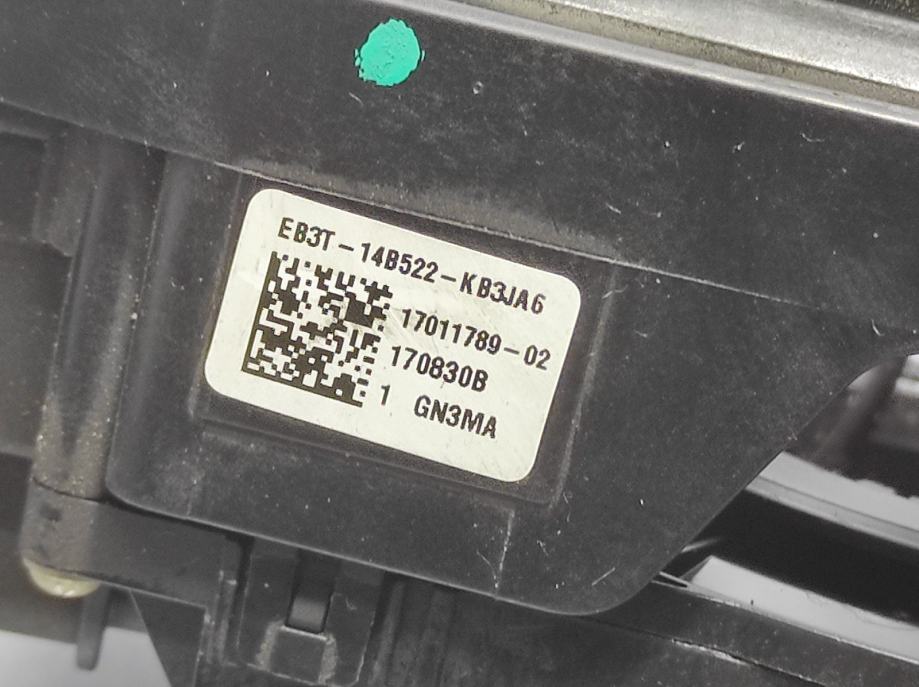 EB3T-14B522-KB3JA6
17011789-02
170830B
1 GN3MA